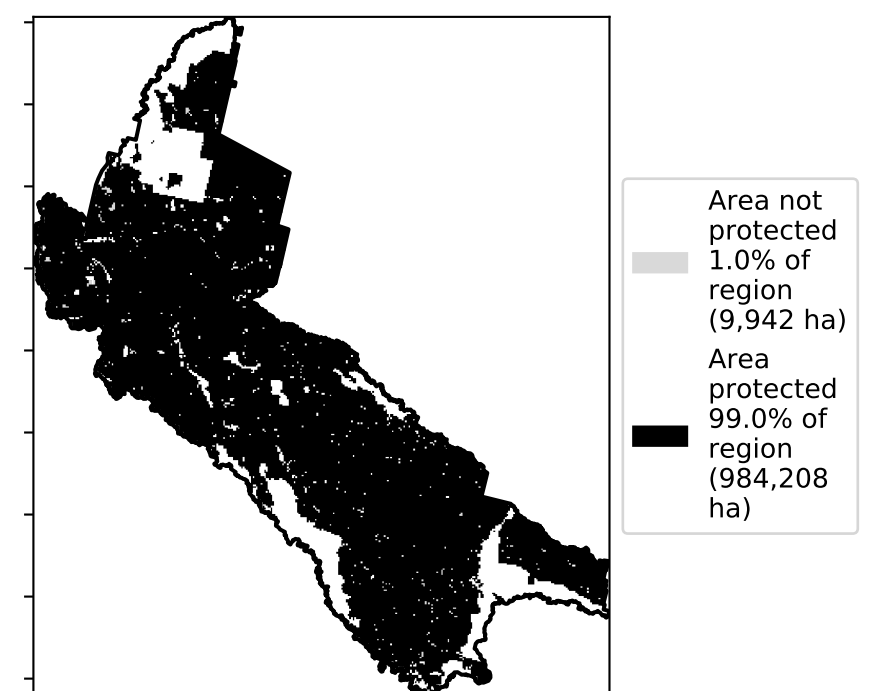 Area not
protected
1.0% of
region
(9,942 ha)
Area
protected
99.0% of
region
(984,208
ha)